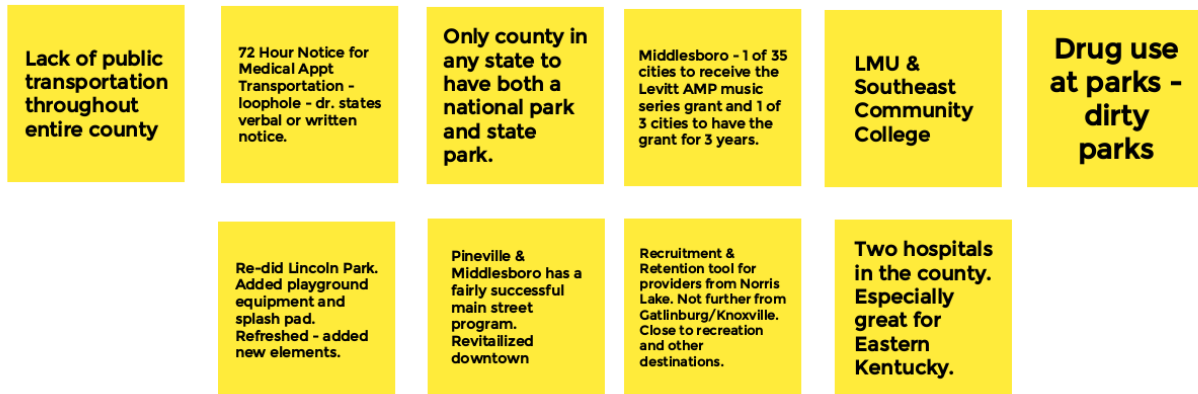 Lack of public
transportation
throughout
entire county
72 Hour Notice for
Medical Appt
Transportation -
loophole - dr. states
verbal or written
notice.
Only county in
any state to
have both a
national park
and state
park.
Middlesboro - 1 of 35
cities to receive the
Levitt AMP music
series grant and 1 of
3 cities to have the
grant for 3 years.
LMU &
Southeast
Community
College
Drug use
at parks -
dirty
parks
Re-did Lincoln Park.
Added playground
equipment and
splash pad.
Refreshed - added
new elements.
Pineville &
Middlesboro has a
fairly successful
main street
program.
Revitailized
downtown
Recruitment &
Retention tool for
providers from Norris
Lake. Not further from
Gatlinburg/Knoxville.
Close to recreation
and other
destinations.
Two hospitals
in the county.
Especially
great for
Eastern
Kentucky.